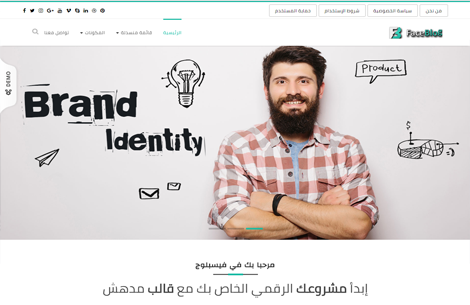 من نحن
سياسة الخصوصية
شروط الإستخدام
إتفاقية المستخدم
FaceBlog
الرئيسية
قائمة منسدلة
المكونات
تواصل معنا
DEMO
Product
Brand
Identity
$
مرحبا بك في فيسبلوج
إبدأ مشروعك الرقمي الخاص بك مع قالب مدهش